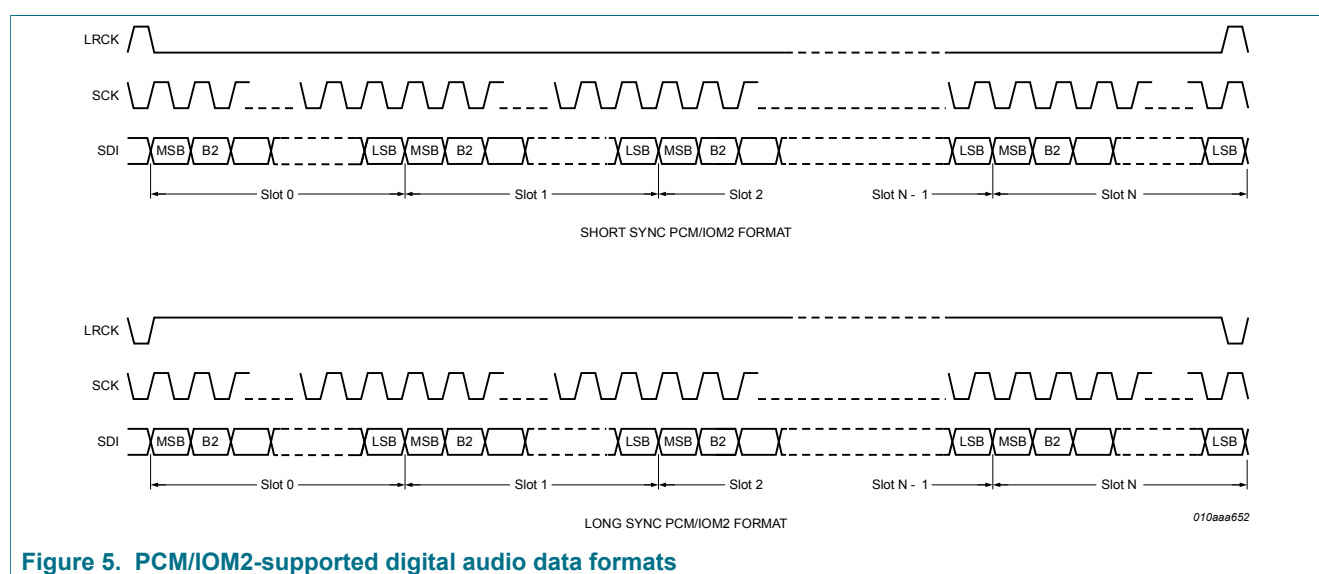 LRCK
SCK
SDI MSB B2 LSB MSB B2 LSB MSB B2 LSB MSB B2 LSB
Slot 0 Slot 1 Slot 2 Slot N - 1 Slot N
SHORT SYNC PCM/IOM2 FORMAT
LRCK
SCK
SDI MSB B2 LSB MSB B2 LSB MSB B2 LSB MSB B2 LSB
Slot 0 Slot 1 Slot 2 Slot N - 1 Slot N
LONG SYNC PCM/IOM2 FORMAT
010aaa652
Figure 5. PCM/IOM2-supported digital audio data formats